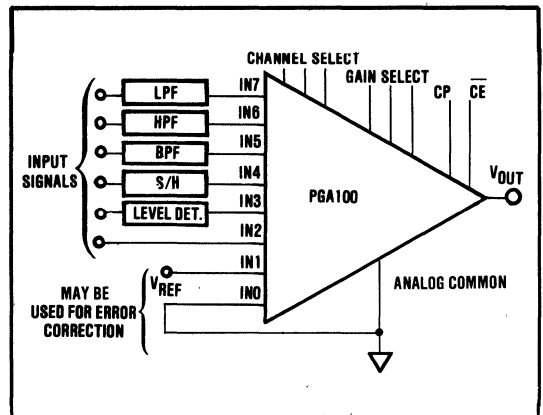 CHANNEL SELECT
GAIN SELECT
CP
CE
IN7
LPF
IN6
HPF
IN5
BPF
IN4
S/H
IN3
LEVEL DET.
IN2
INPUT
SIGNALS
PGA100
VOUT
IN1
VREF
IN0
MAY BE
USED FOR ERROR
CORRECTION
ANALOG COMMON